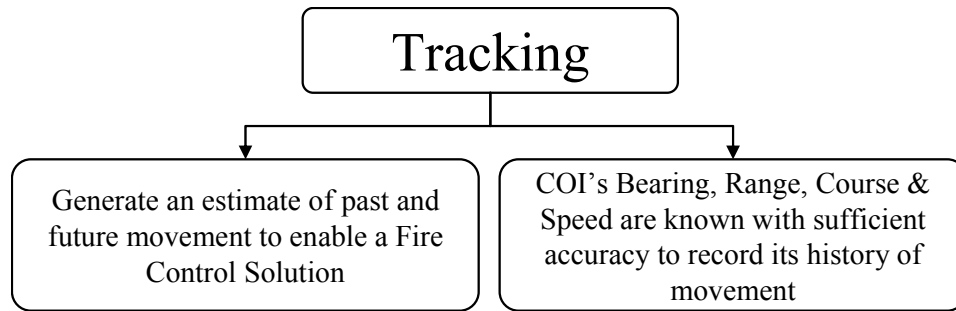 Tracking
Generate an estimate of past and
future movement to enable a Fire
Control Solution
COI's Bearing, Range, Course &
Speed are known with sufficient
accuracy to record its history of
movement